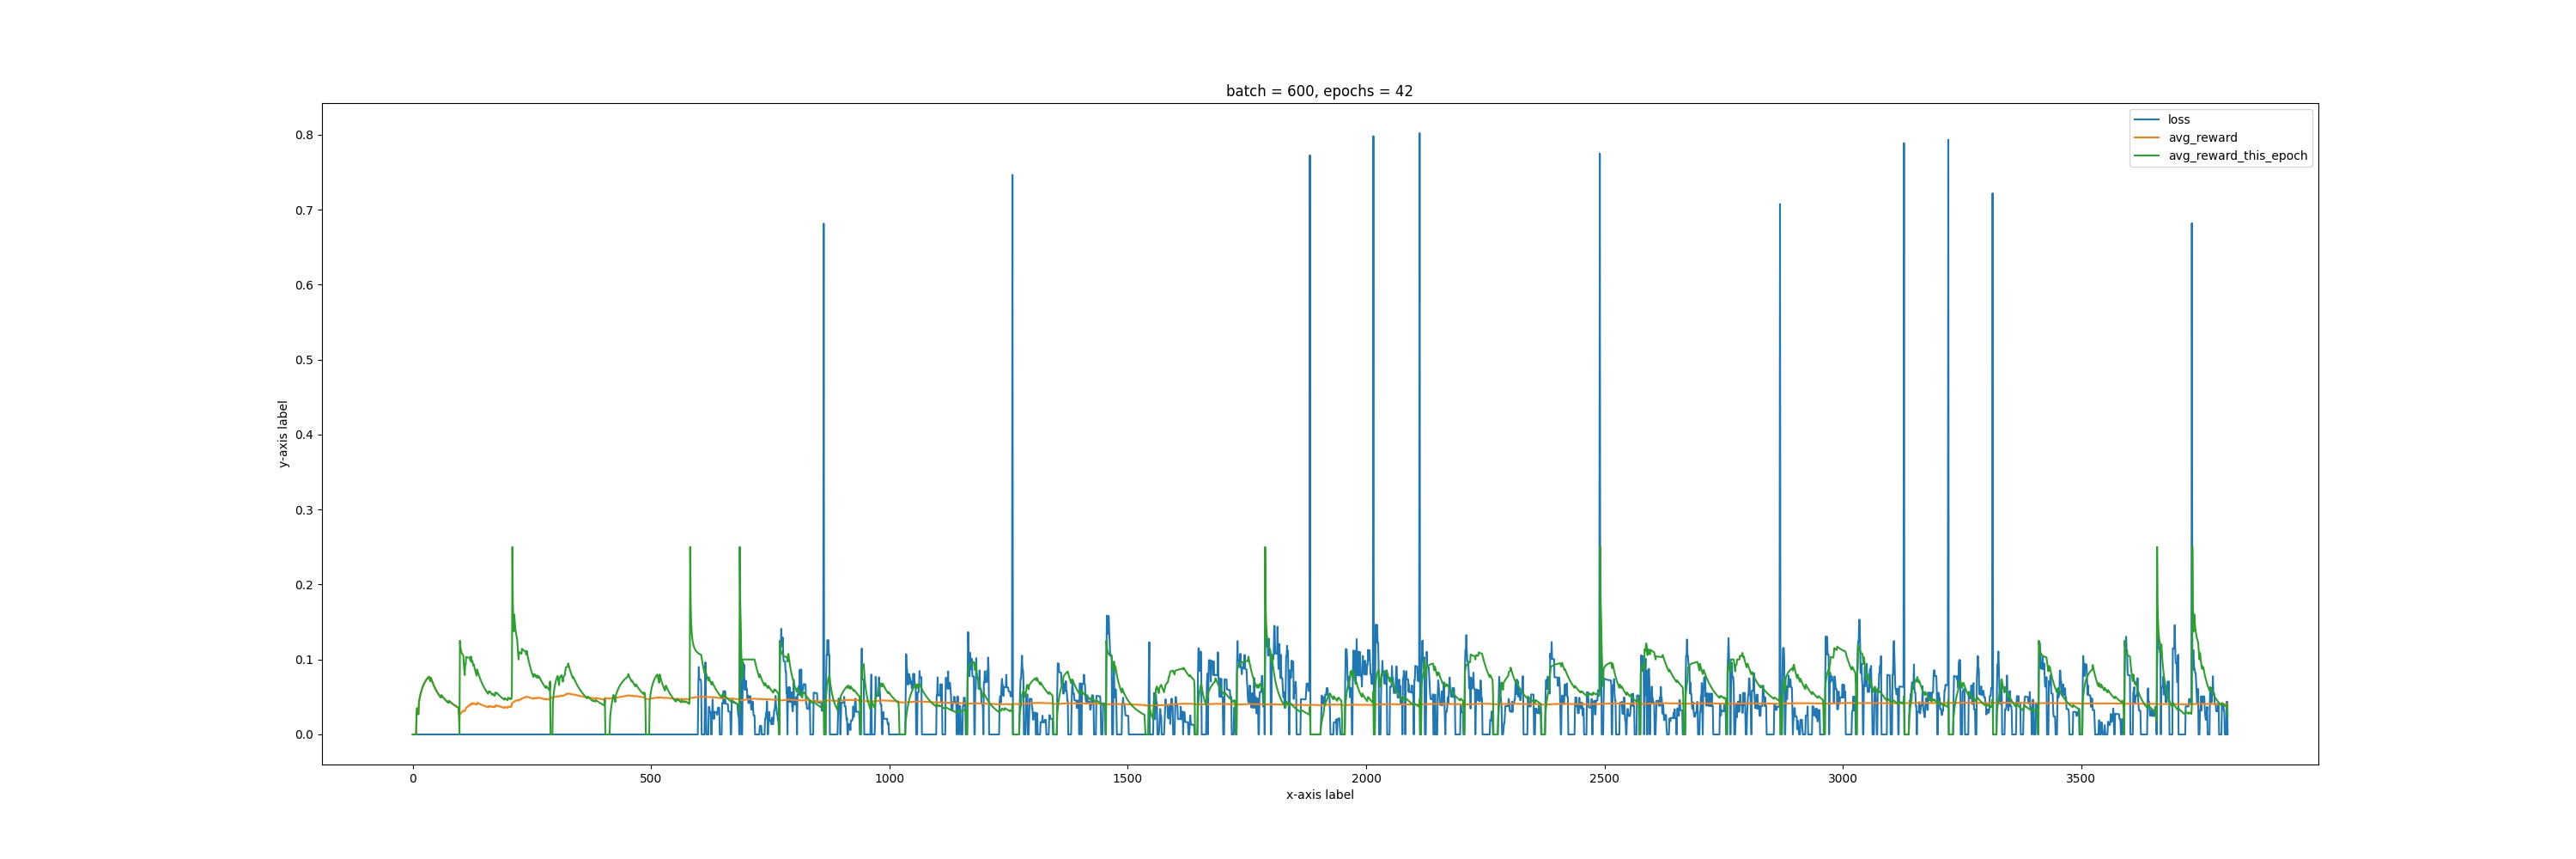 batch = 600, epochs = 42
loss
avg_reward
avg_reward_this_epoch
0.8
0.7
0.6
0.5
0.4
0.3
0.2
0.1
0.0
y-axis label
0 500 1000 1500 2000 2500 3000 3500
x-axis label